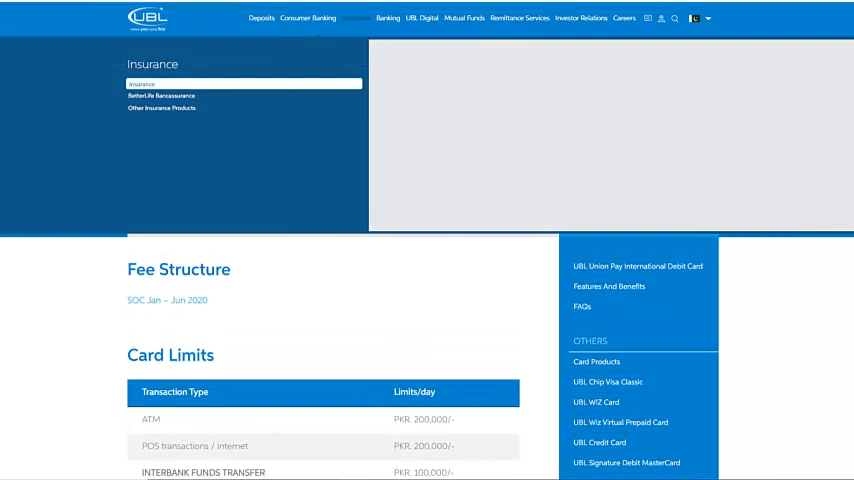 UBL
Deposits Consumer Banking Insurance Banking UBL Digital Mutual Funds Remittance Services Investor Relations Careers
Insurance
Insurance
BetterLife Bancassurance
Other Insurance Products
Fee Structure
SOC Jan – Jun 2020
Card Limits
Transaction Type Limits/day
ATM PKR. 200,000/-
POS transactions / Internet PKR. 200,000/-
INTERBANK FUNDS TRANSFER PKR. 100,000/-
UBL Union Pay International Debit Card
Features And Benefits
FAQs
OTHERS
Card Products
UBL Chip Visa Classic
UBL WIZ Card
UBL Wiz Virtual Prepaid Card
UBL Credit Card
UBL Signature Debit MasterCard